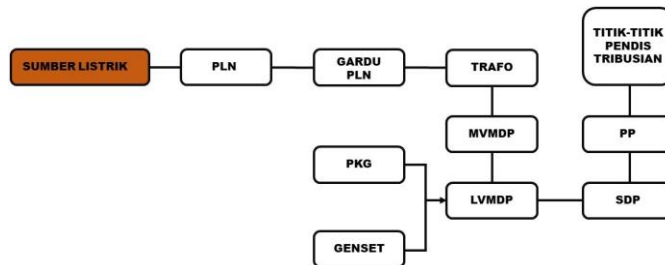 SUMBER LISTRIK
PLN
GARDU
PLN
TRAFO
TITIK-TITIK
PENDIS
TRIBUSIAN
MVMDP
PP
PKG
LVMDP
SDP
GENSET